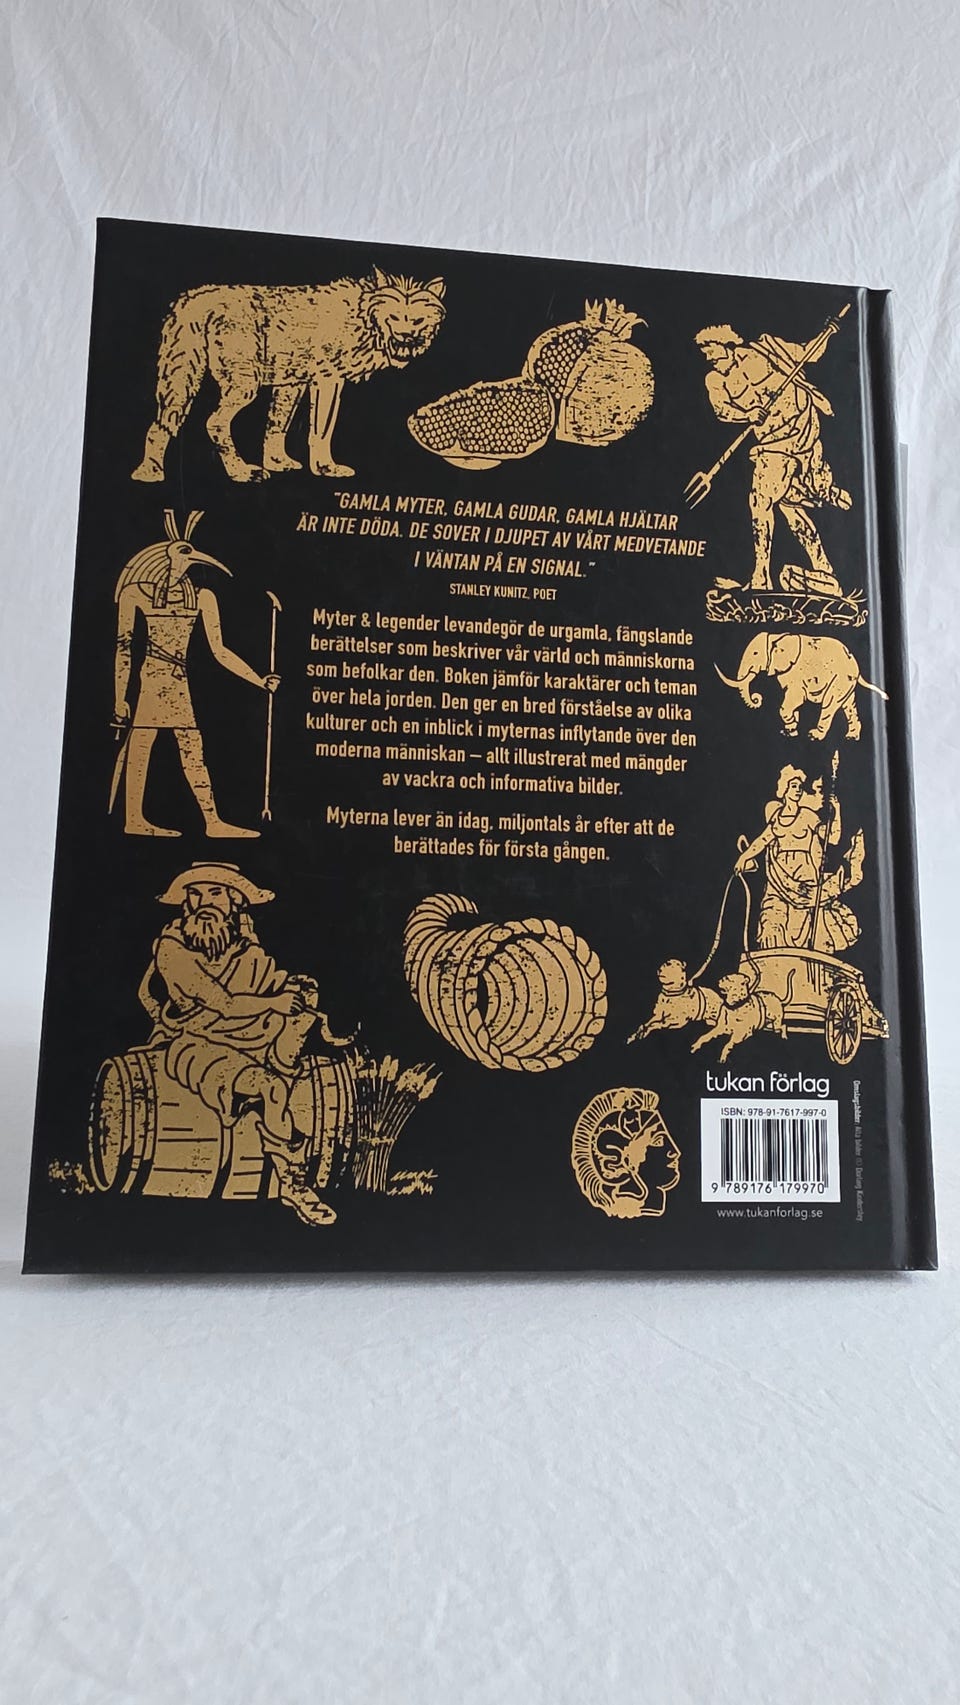 "GAMLA MYTER, GAMLA GUDAR, GAMLA HJÄLTAR
ÄR INTE DÖDA. DE SOVER I DJUPET AV VÅRT MEDVETANDE
I VÄNTAN PÅ EN SIGNAL."
STANLEY KUNITZ, POET
Myter & legender levandegör de urgamla, fängslande
berättelser som beskriver vår värld och människorna
som befolkar den. Boken jämför karaktärer och teman
över hela jorden. Den ger en bred förståelse av olika
kulturer och en inblick i myternas inflytande över den
moderna människan – allt illustrerat med mängder
av vackra och informativa bilder.
Myterna lever än idag, miljontals år efter att de
berättades för första gången.
tukan förlag
ISBN: 978-91-7617-997-0
9 789176 179970
www.tukanforlag.se
Omslagsbilder: Alla bilder © Dorling Kindersley